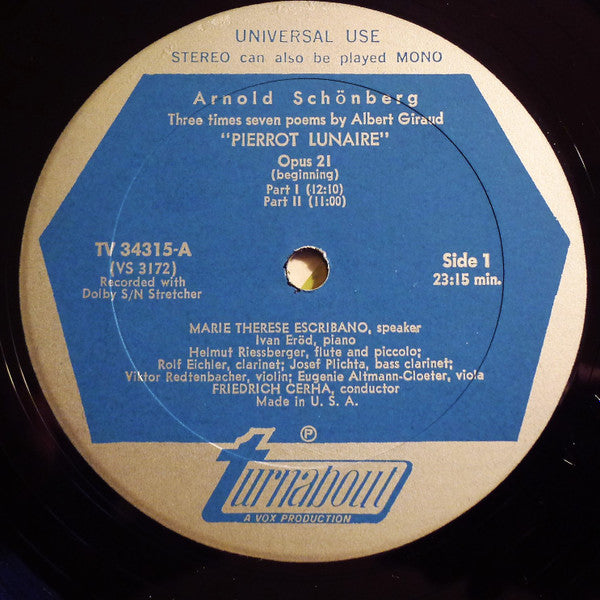 UNIVERSAL USE
STEREO can also be played MONO
Arnold Schönberg
Three times seven poems by Albert Giraud
"PIERROT LUNAIRE"
Opus 21
(beginning)
Part I (12:10)
Part II (11:00)
TV 34315-A
(VS 3172)
Recorded with
Dolby S/N Stretcher
Side 1
23:15 min.
MARIE THERESE ESCRIBANO, speaker
Ivan Eröd, piano
Helmut Riessberger, flute and piccolo;
Rolf Eichler, clarinet; Josef Plichta, bass clarinet;
Viktor Redtenbacher, violin; Eugenie Altmann-Cloeter, viola
FRIEDRICH CERHA, conductor
Made in U. S. A.
℗
turnabout
A VOX PRODUCTION